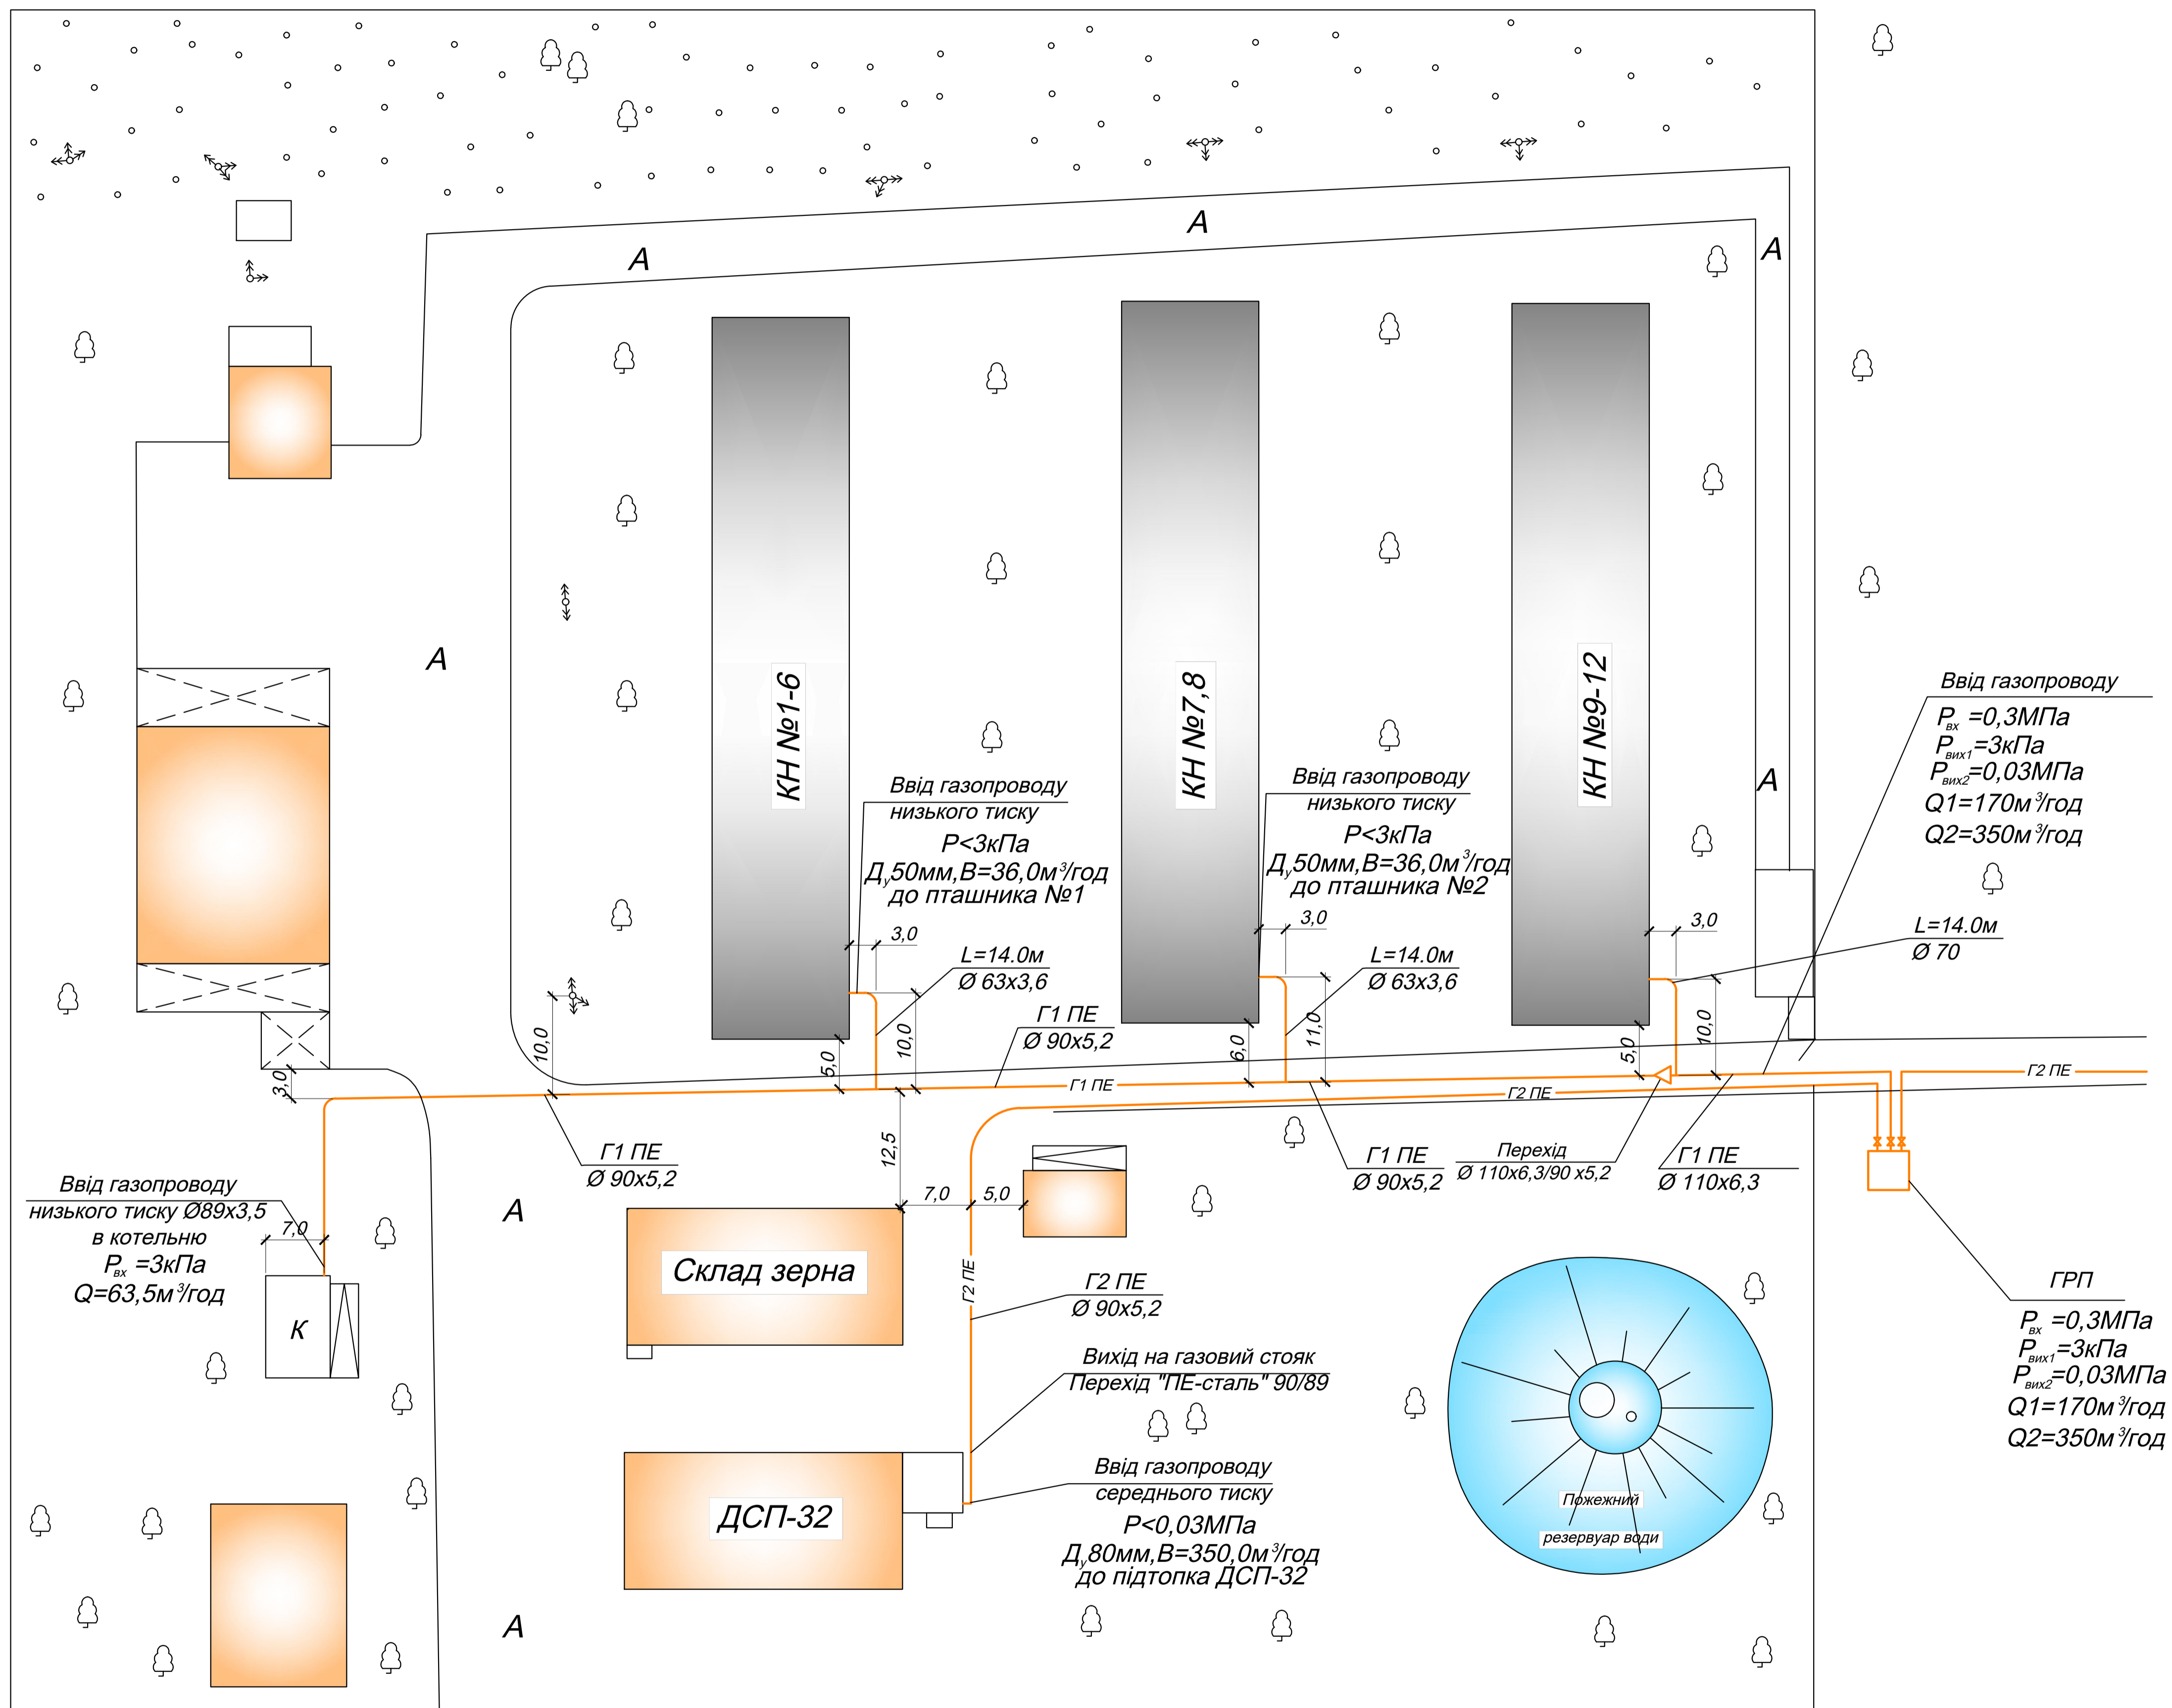 А
А
А
А
А
А
А
КН №1-6
КН №7,8
КН №9-12
Ввід газопроводу
низького тиску
Р<3кПа
Ду50мм,В=36,0м³/год
до пташника №1
Ввід газопроводу
низького тиску
Р<3кПа
Ду50мм,В=36,0м³/год
до пташника №2
Ввід газопроводу
Рвх =0,3МПа
Рвих1=3кПа
Рвих2=0,03МПа
Q1=170м³/год
Q2=350м³/год
3,0
3,0
3,0
L=14.0м
Ø 63х3,6
L=14.0м
Ø 63х3,6
L=14.0м
Ø 70
10,0
5,0
10,0
6,0
11,0
5,0
10,0
3,0
Г1 ПЕ
Ø 90х5,2
Г1 ПЕ
Г2 ПЕ
Г2 ПЕ
12,5
Г1 ПЕ
Ø 90х5,2
Г1 ПЕ
Ø 90х5,2
Перехід
Ø 110х6,3/90 х5,2
Г1 ПЕ
Ø 110х6,3
Ввід газопроводу
низького тиску Ø89х3,5
в котельню
Рвх =3кПа
Q=63,5м³/год
7,0
К
7,0
5,0
Склад зерна
Г2 ПЕ
Г2 ПЕ
Ø 90х5,2
Вихід на газовий стояк
Перехід "ПЕ-сталь" 90/89
Ввід газопроводу
середнього тиску
Р<0,03МПа
Ду80мм,В=350,0м³/год
до підтопка ДСП-32
ДСП-32
Пожежний
резервуар води
ГРП
Рвх =0,3МПа
Рвих1=3кПа
Рвих2=0,03МПа
Q1=170м³/год
Q2=350м³/год